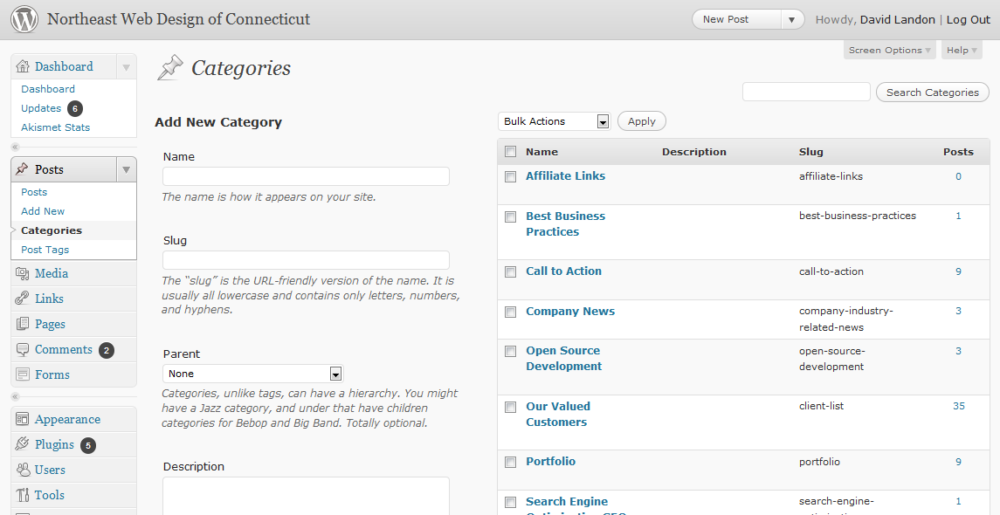 Northeast Web Design of Connecticut
New Post
Howdy, David Landon | Log Out
Screen Options
Help
Dashboard
Dashboard
Updates 6
Akismet Stats
Posts
Posts
Add New
Categories
Post Tags
Media
Links
Pages
Comments 2
Forms
Appearance
Plugins 5
Users
Tools
Categories
Search Categories
Add New Category
Name
The name is how it appears on your site.
Slug
The “slug” is the URL-friendly version of the name. It is
usually all lowercase and contains only letters, numbers,
and hyphens.
Parent
None
Categories, unlike tags, can have a hierarchy. You might
have a Jazz category, and under that have children
categories for Bebop and Big Band. Totally optional.
Description
Bulk Actions
Apply
Name Description Slug Posts
Affiliate Links affiliate-links 0
Best Business best-business-practices 1
Practices
Call to Action call-to-action 9
Company News company-industry- 3
related-news
Open Source open-source- 3
Development development
Our Valued client-list 35
Customers
Portfolio portfolio 9
Search Engine search-engine- 1